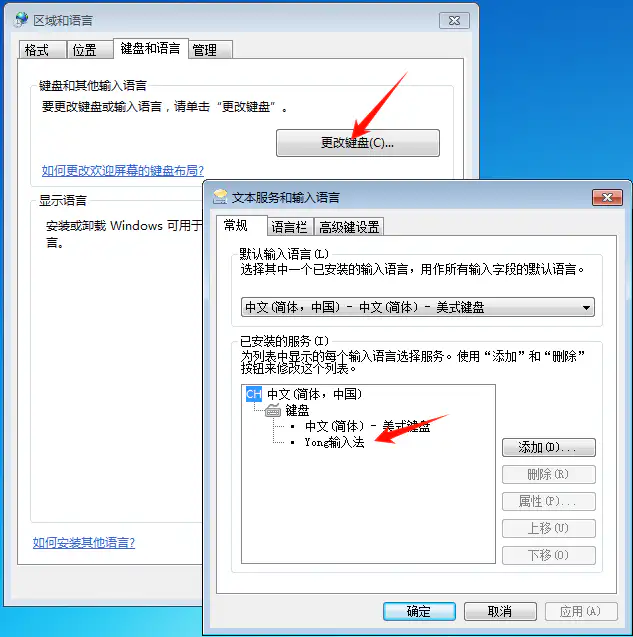 区域和语言
格式 位置 键盘和语言 管理
键盘和其他输入语言
要更改键盘或输入语言，请单击“更改键盘”。
更改键盘(C)...
如何更改欢迎屏幕的键盘布局?
显示语言
安装或卸载 Windows 可用于
言。
如何安装其他语言?
文本服务和输入语言
常规 语言栏 高级键设置
默认输入语言(L)
选择其中一个已安装的输入语言，用作所有输入字段的默认语言。
中文(简体，中国) - 中文(简体) - 美式键盘
已安装的服务(I)
为列表中显示的每个输入语言选择服务。使用“添加”和“删除”
按钮来修改这个列表。
CH 中文(简体，中国)
键盘
中文(简体) - 美式键盘
Yong输入法
添加(D)...
删除(R)
属性(P)...
上移(U)
下移(O)
确定 取消 应用(A)